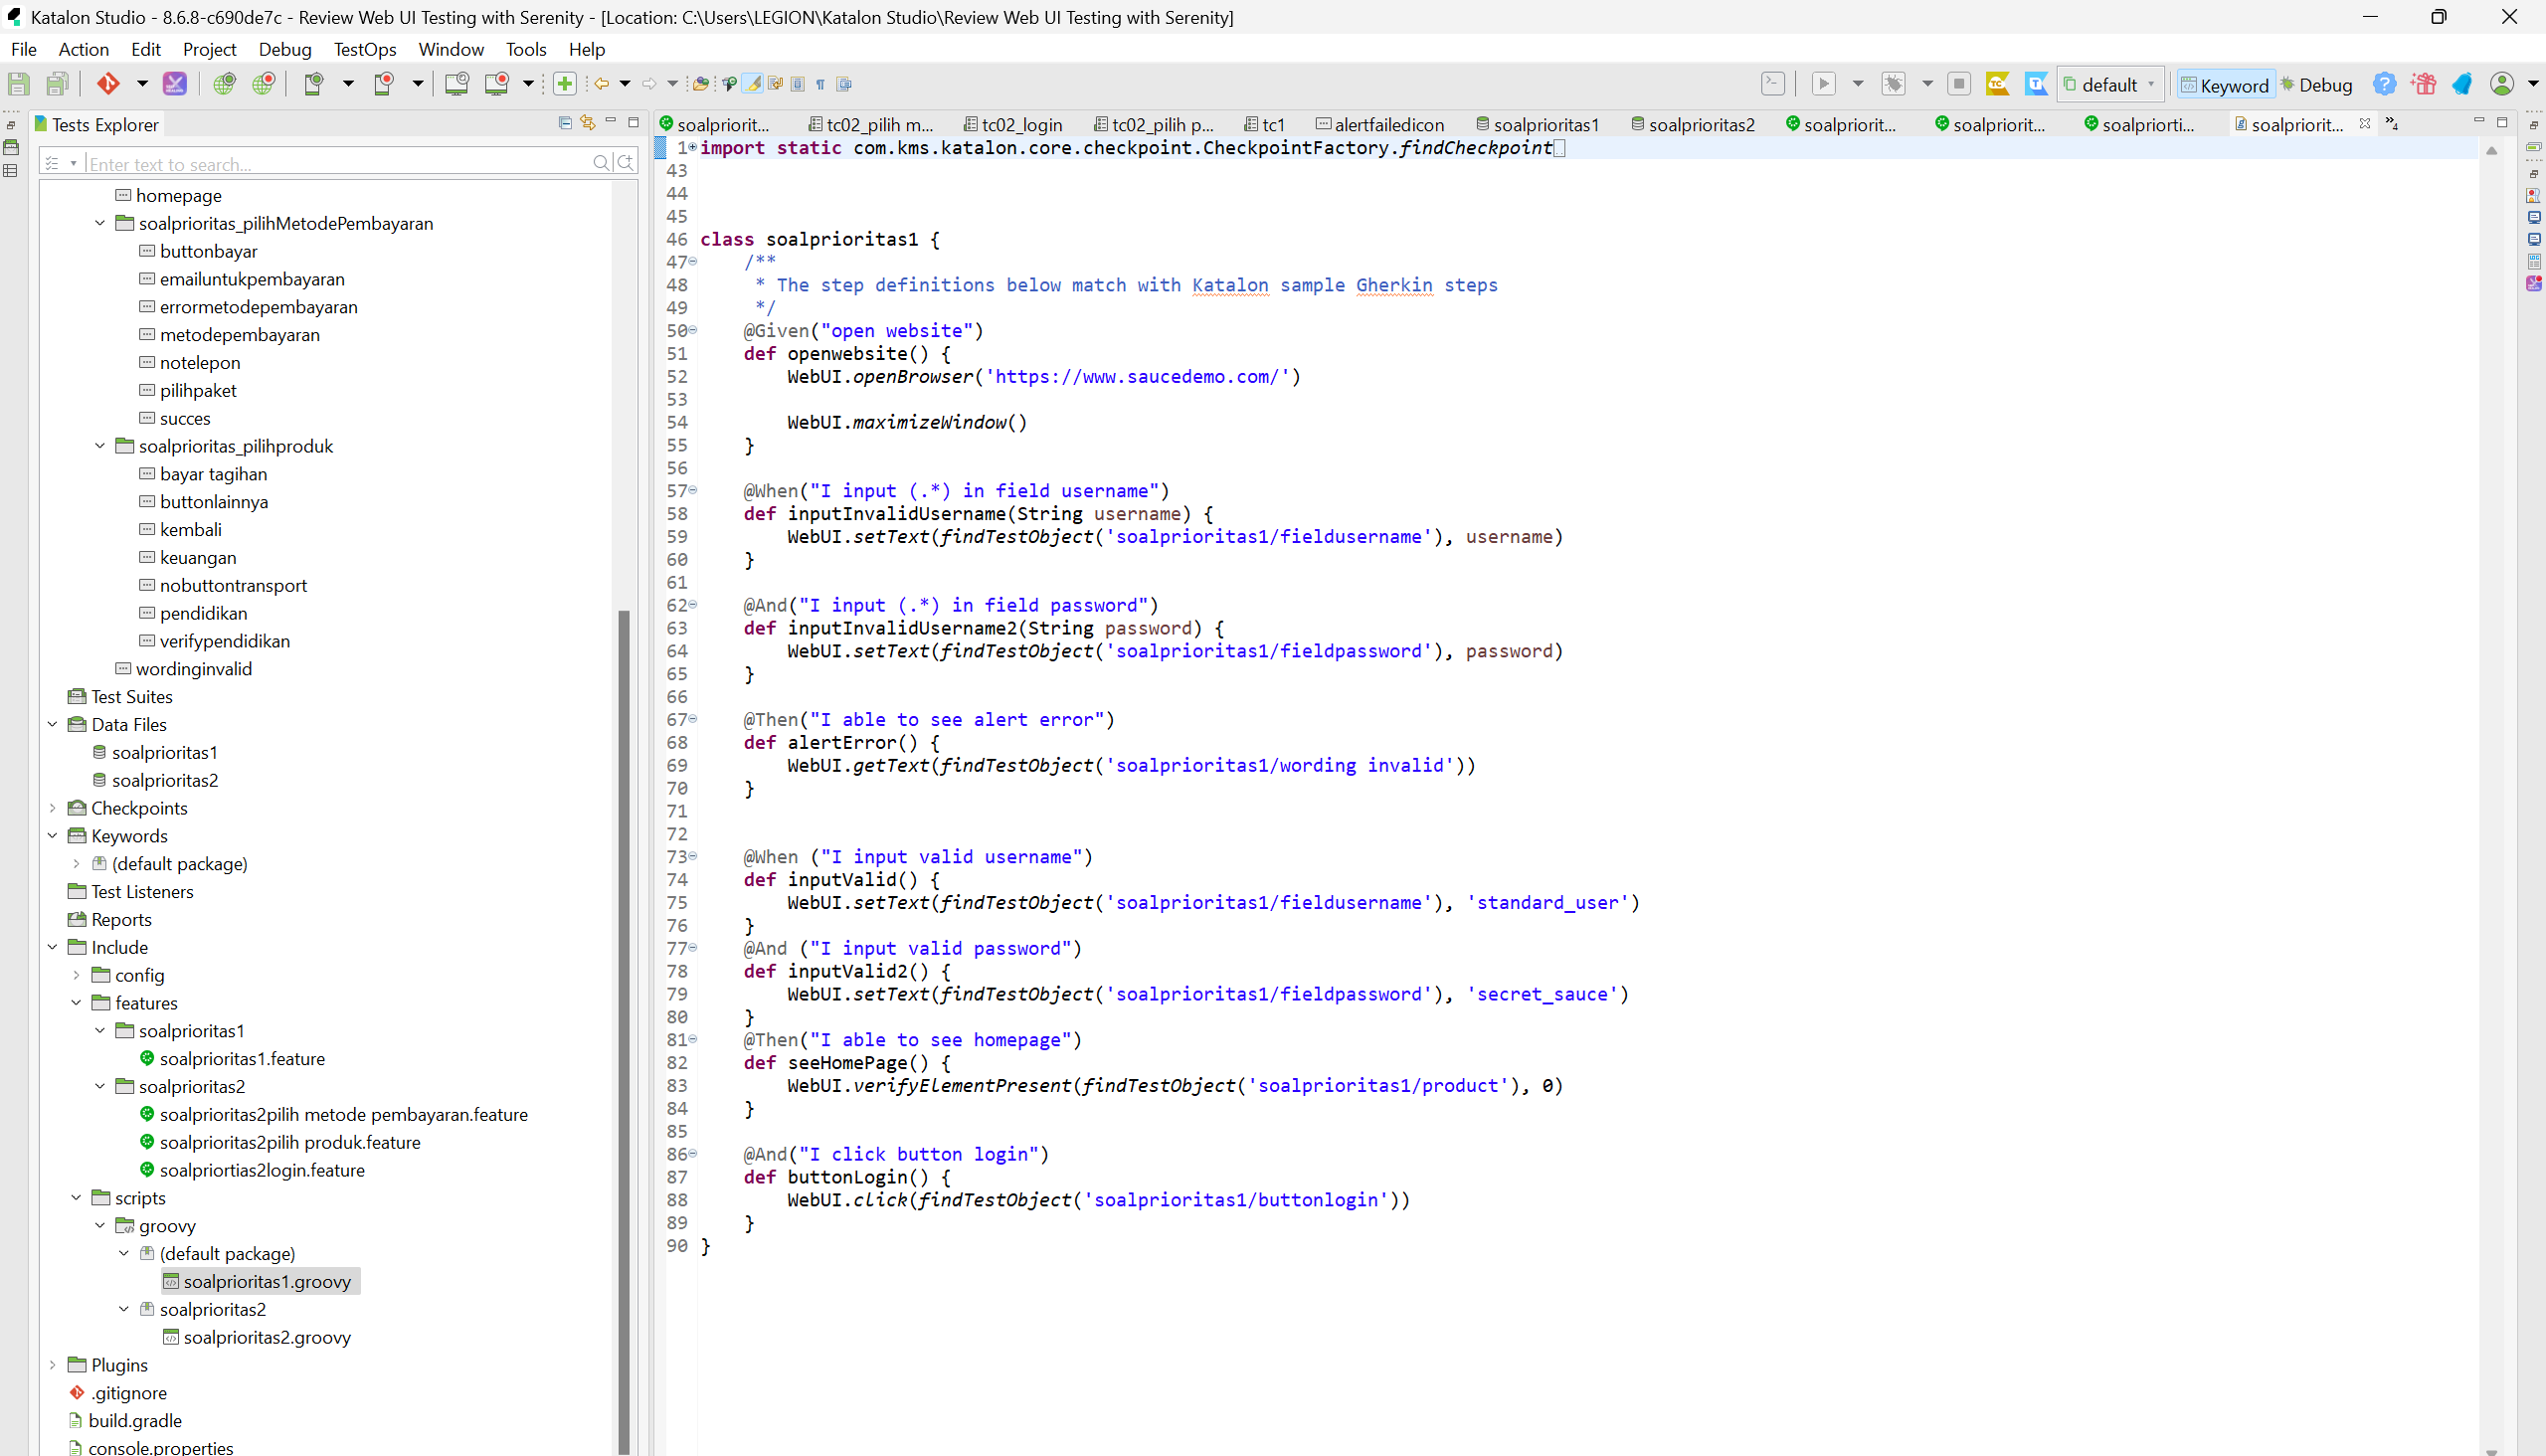 Katalon Studio - 8.6.8-c690de7c - Review Web UI Testing with Serenity - [Location: C:\Users\LEGION\Katalon Studio\Review Web UI Testing with Serenity]
File Action Edit Project Debug TestOps Window Tools Help
default Keyword Debug
Tests Explorer
Enter text to search...
homepage
soalprioritas_pilihMetodePembayaran
buttonbayar
emailuntukpembayaran
errormetodepembayaran
metodepembayaran
notelepon
pilihpaket
succes
soalprioritas_pilihproduk
bayar tagihan
buttonlainnya
kembali
keuangan
nobuttontransport
pendidikan
verifypendidikan
wordinginvalid
Test Suites
Data Files
soalprioritas1
soalprioritas2
Checkpoints
Keywords
(default package)
Test Listeners
Reports
Include
config
features
soalprioritas1
soalprioritas1.feature
soalprioritas2
soalprioritas2pilih metode pembayaran.feature
soalprioritas2pilih produk.feature
soalpriortias2login.feature
scripts
groovy
(default package)
soalprioritas1.groovy
soalprioritas2
soalprioritas2.groovy
Plugins
.gitignore
build.gradle
console.properties
soalpriorit... tc02_pilih m... tc02_login tc02_pilih p... tc1 alertfailedicon soalprioritas1 soalprioritas2 soalpriorit... soalpriorit... soalpriorti... soalpriorit... »4
1 import static com.kms.katalon.core.checkpoint.CheckpointFactory.findCheckpoint
43
44
45
46 class soalprioritas1 {
47 /**
48 * The step definitions below match with Katalon sample Gherkin steps
49 */
50 @Given("open website")
51 def openwebsite() {
52 WebUI.openBrowser('https://www.saucedemo.com/')
53
54 WebUI.maximizeWindow()
55 }
56
57 @When("I input (.*) in field username")
58 def inputInvalidUsername(String username) {
59 WebUI.setText(findTestObject('soalprioritas1/fieldusername'), username)
60 }
61
62 @And("I input (.*) in field password")
63 def inputInvalidUsername2(String password) {
64 WebUI.setText(findTestObject('soalprioritas1/fieldpassword'), password)
65 }
66
67 @Then("I able to see alert error")
68 def alertError() {
69 WebUI.getText(findTestObject('soalprioritas1/wording invalid'))
70 }
71
72
73 @When ("I input valid username")
74 def inputValid() {
75 WebUI.setText(findTestObject('soalprioritas1/fieldusername'), 'standard_user')
76 }
77 @And ("I input valid password")
78 def inputValid2() {
79 WebUI.setText(findTestObject('soalprioritas1/fieldpassword'), 'secret_sauce')
80 }
81 @Then("I able to see homepage")
82 def seeHomePage() {
83 WebUI.verifyElementPresent(findTestObject('soalprioritas1/product'), 0)
84 }
85
86 @And("I click button login")
87 def buttonLogin() {
88 WebUI.click(findTestObject('soalprioritas1/buttonlogin'))
89 }
90 }